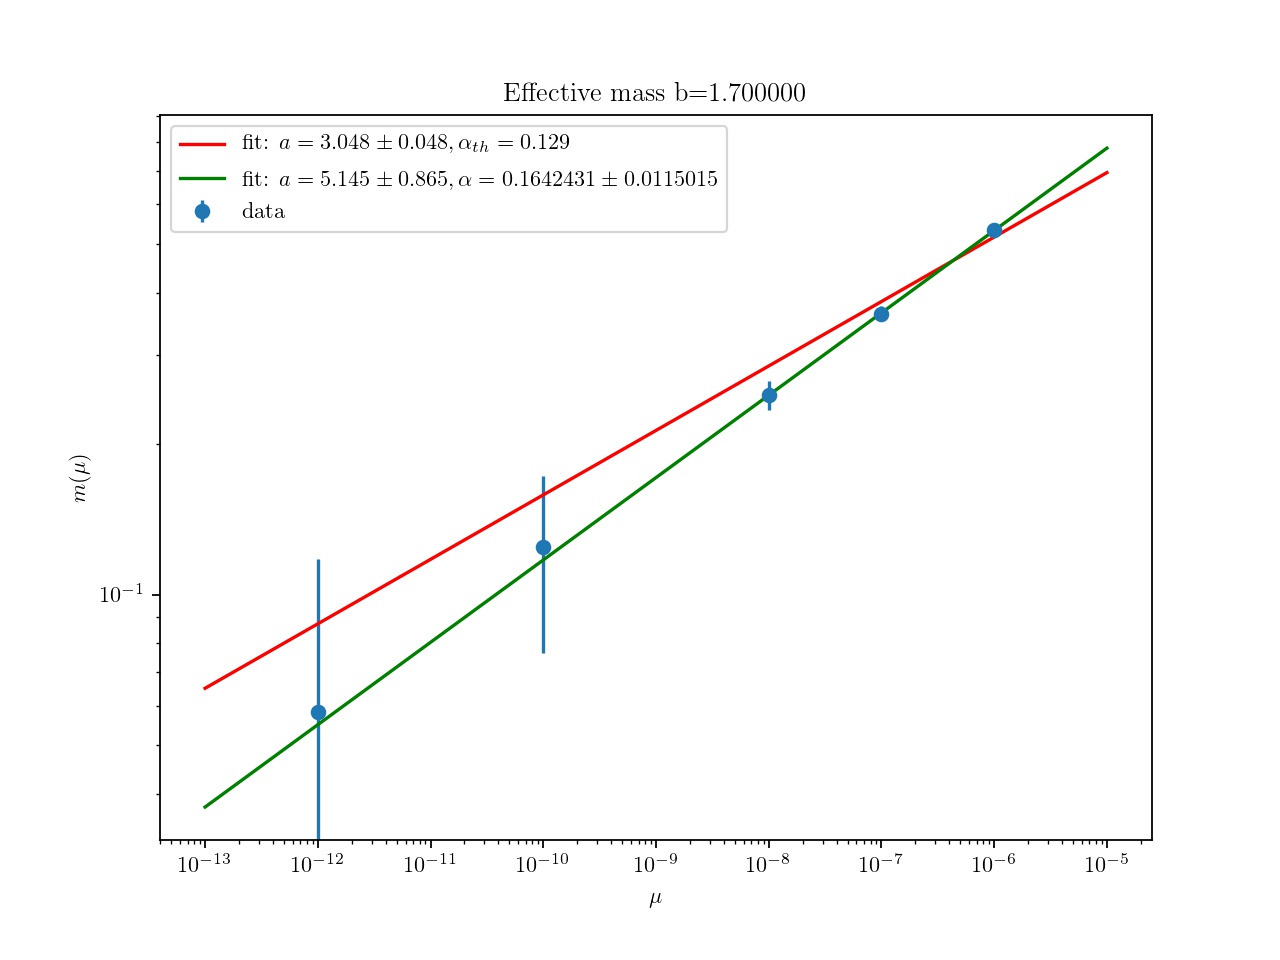 Effective mass b=1.700000
fit: a = 3.048 ± 0.048, α_{th} = 0.129
fit: a = 5.145 ± 0.865, α = 0.1642431 ± 0.0115015
data
m(μ)
10^{-1}
10^{-13} 10^{-12} 10^{-11} 10^{-10} 10^{-9} 10^{-8} 10^{-7} 10^{-6} 10^{-5}
μ